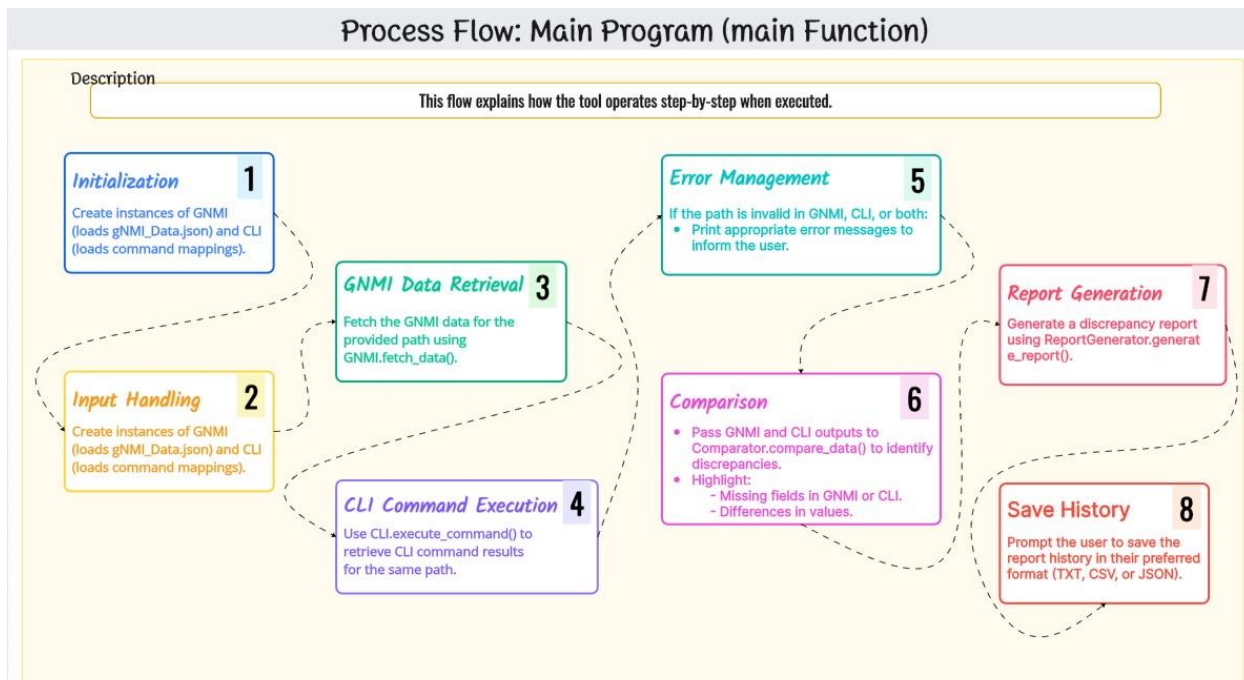 Process Flow: Main Program (main Function)
Description
This flow explains how the tool operates step-by-step when executed.
Initialization
1
Create instances of GNMI
(loads gNMI_Data.json) and CLI
(loads command mappings).
Input Handling
2
Create instances of GNMI
(loads gNMI_Data.json) and CLI
(loads command mappings).
GNMI Data Retrieval
3
Fetch the GNMI data for the
provided path using
GNMI.fetch_data().
CLI Command Execution
4
Use CLI.execute_command() to
retrieve CLI command results
for the same path.
Error Management
5
If the path is invalid in GNMI, CLI, or both:
• Print appropriate error messages to
inform the user.
Comparison
6
• Pass GNMI and CLI outputs to
Comparator.compare_data() to identify
discrepancies.
• Highlight:
- Missing fields in GNMI or CLI.
- Differences in values.
Report Generation
7
Generate a discrepancy report
using ReportGenerator.generat
e_report().
Save History
8
Prompt the user to save the
report history in their preferred
format (TXT, CSV, or JSON).